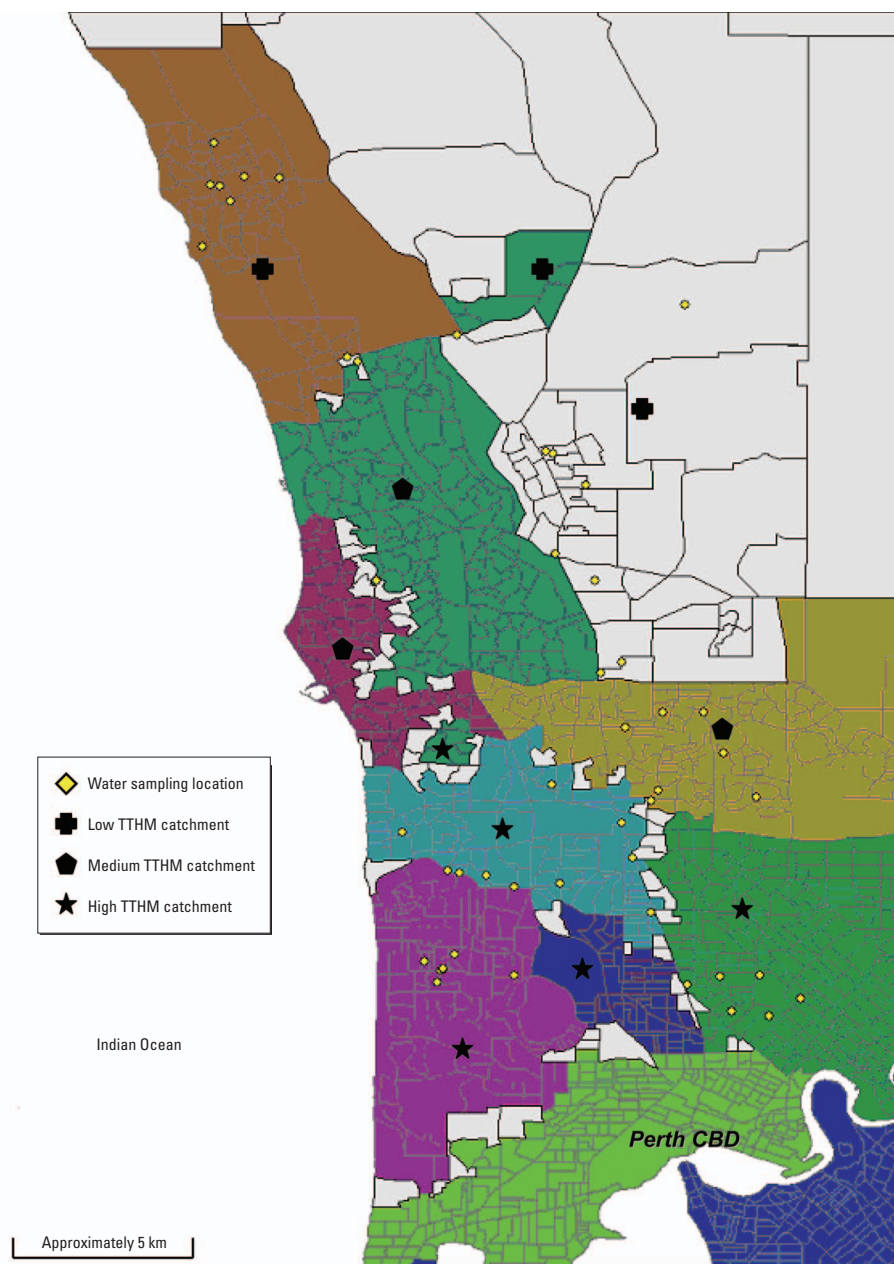 Water sampling location
Low TTHM catchment
Medium TTHM catchment
High TTHM catchment
Indian Ocean
Perth CBD
Approximately 5 km